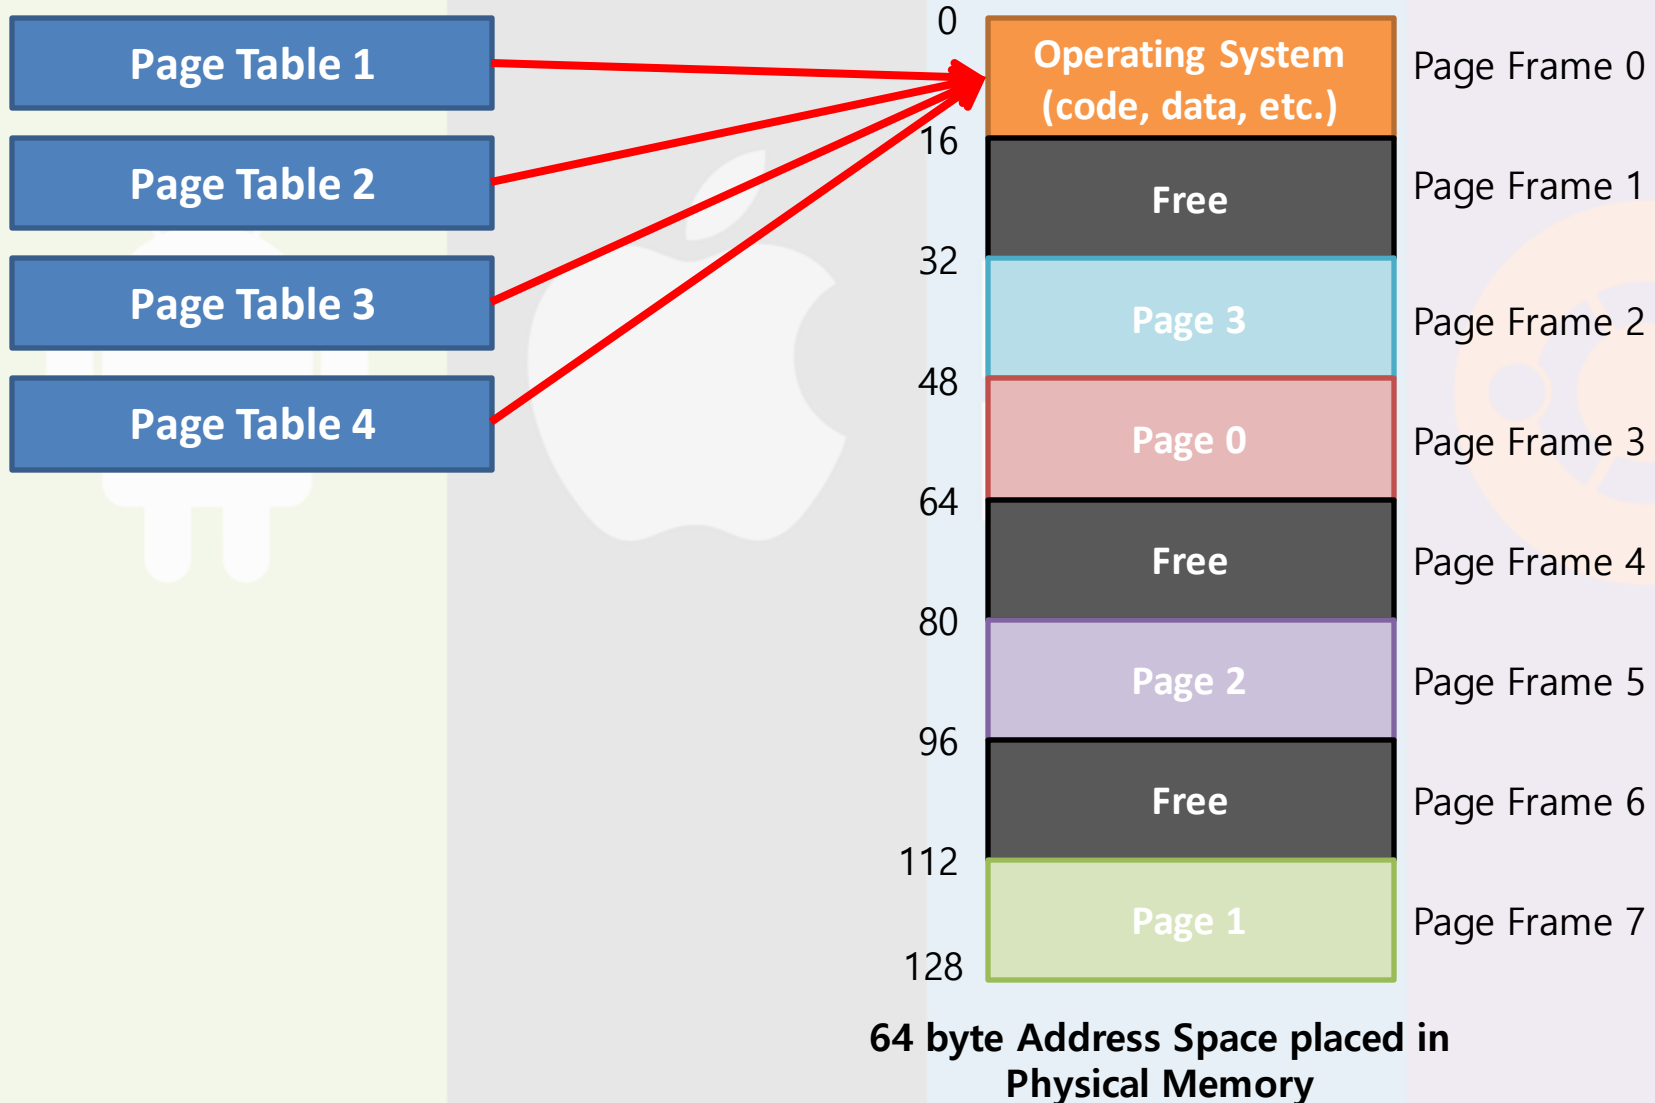 Page Table 1
Page Table 2
Page Table 3
Page Table 4
0
Operating System
(code, data, etc.)
Page Frame 0
16
Free
Page Frame 1
32
Page 3
Page Frame 2
48
Page 0
Page Frame 3
64
Free
Page Frame 4
80
Page 2
Page Frame 5
96
Free
Page Frame 6
112
Page 1
Page Frame 7
128
64 byte Address Space placed in
Physical Memory